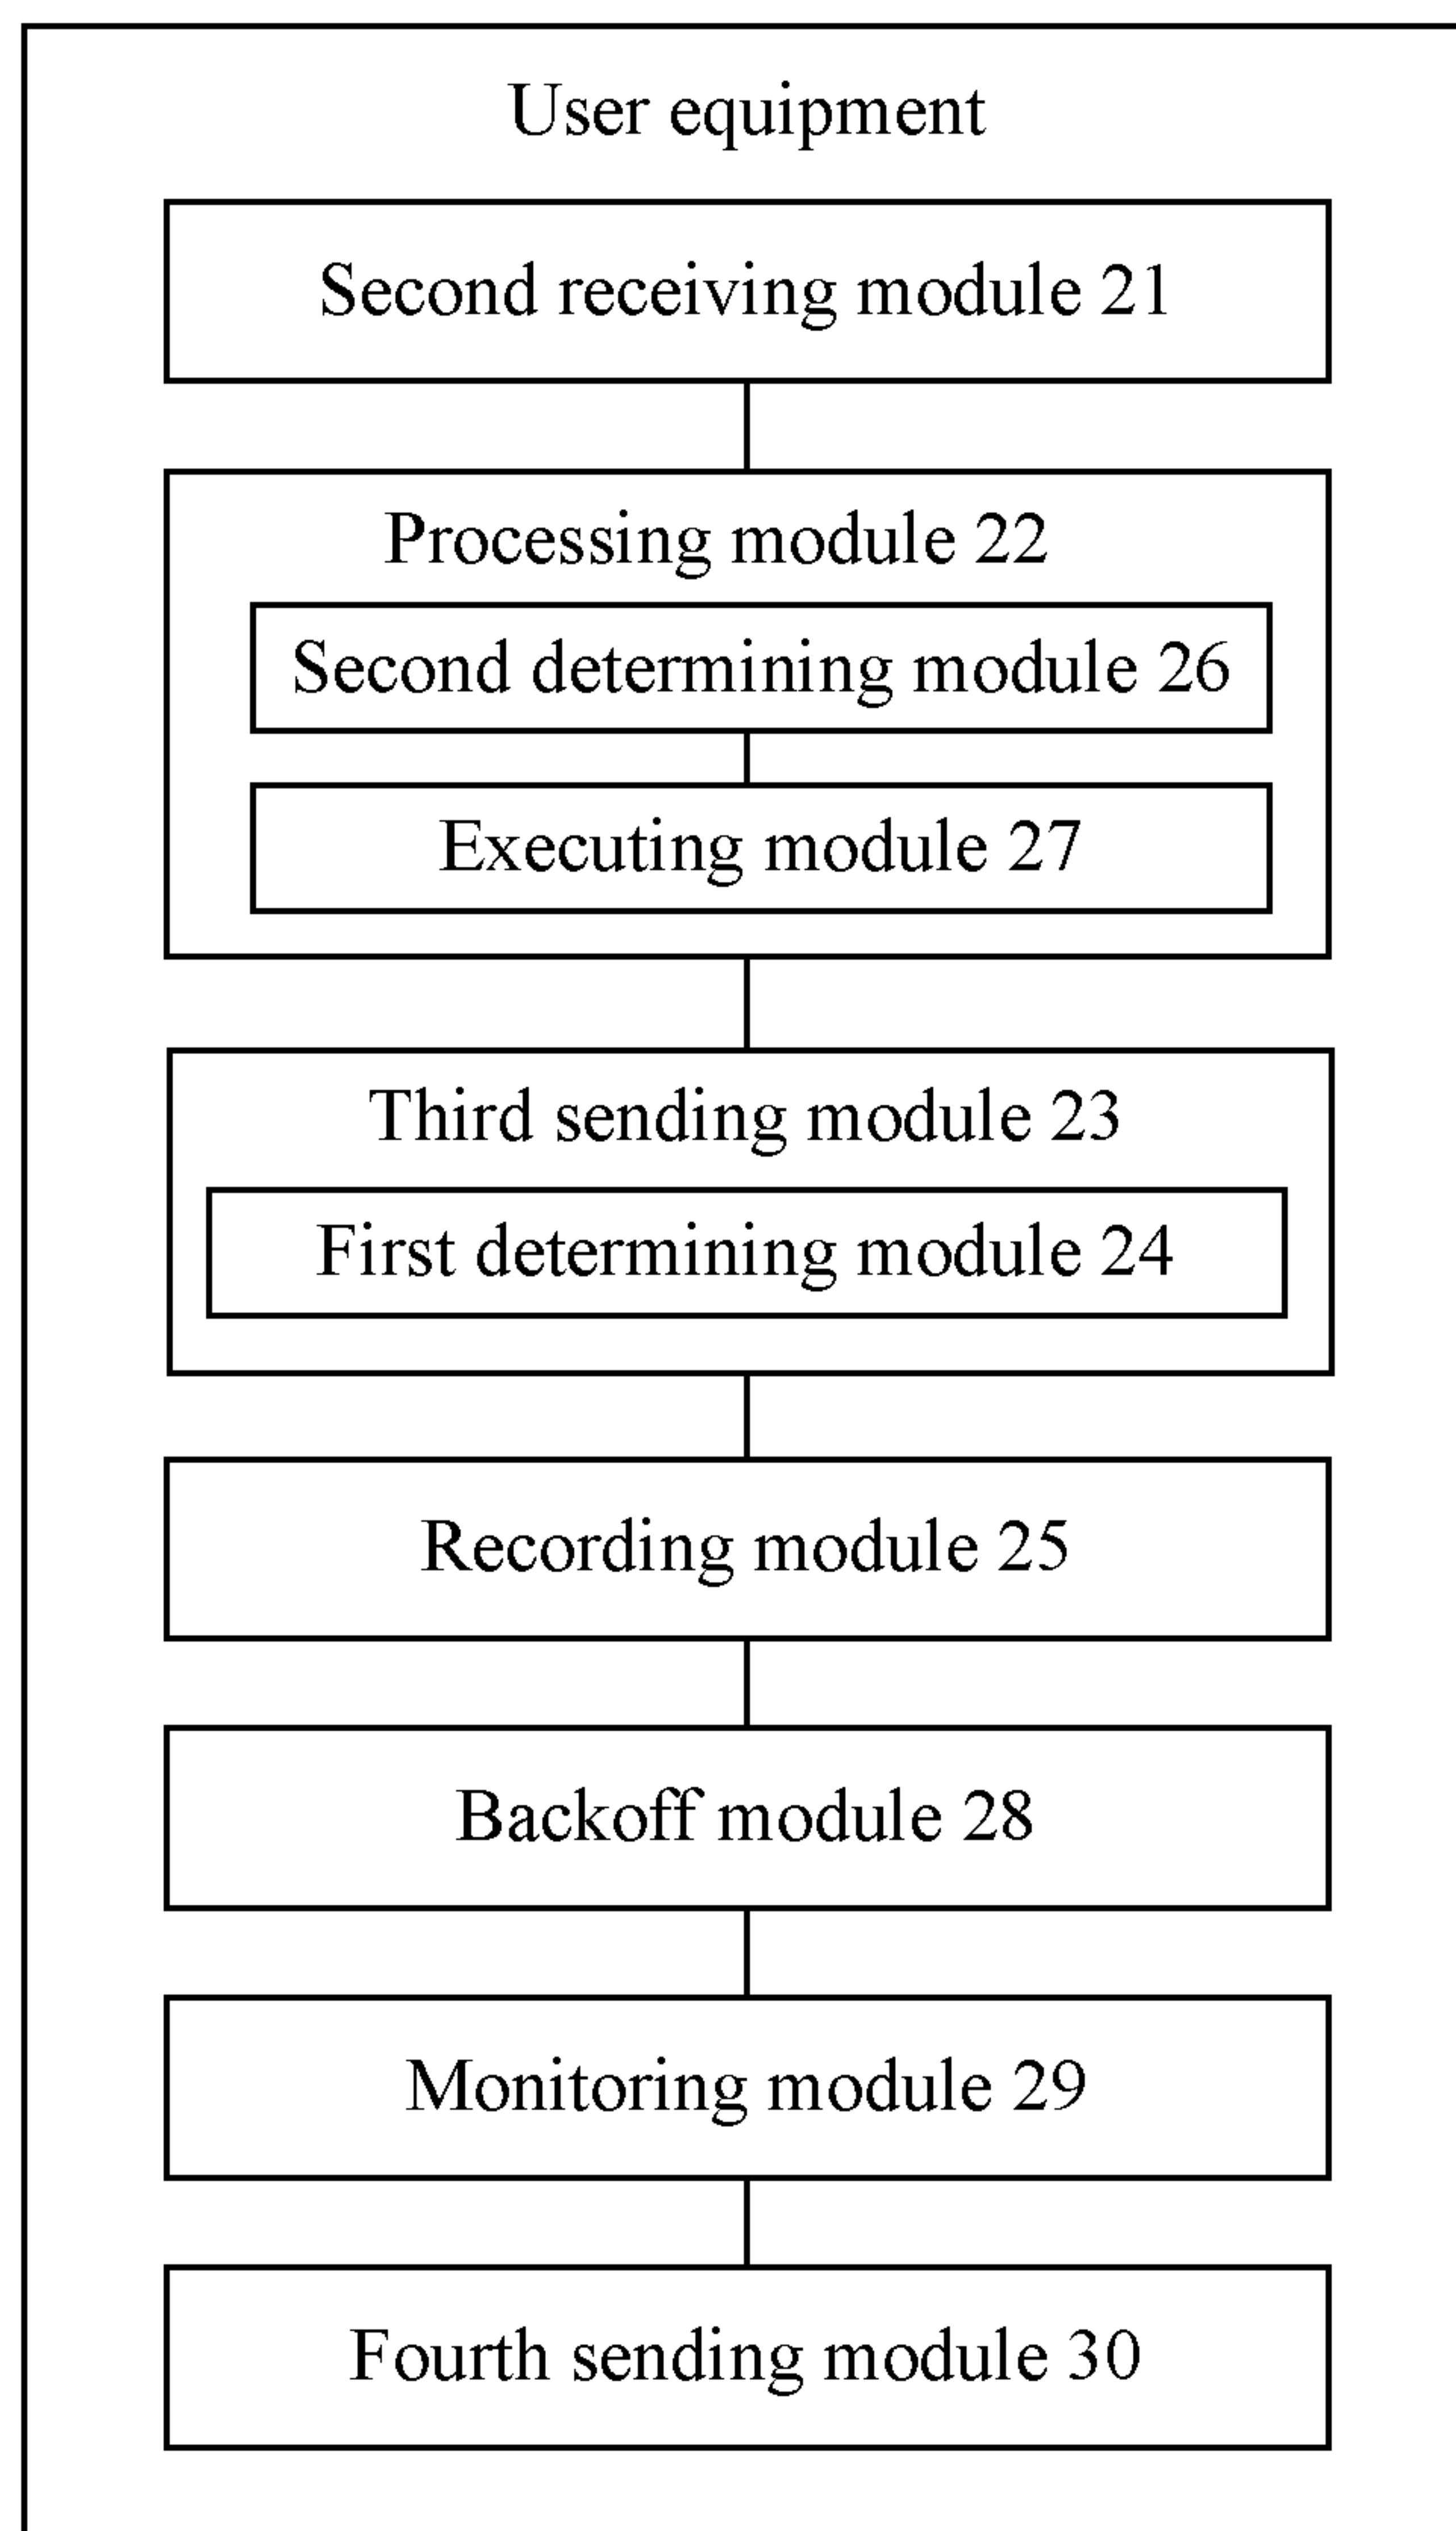 User equipment
Second receiving module 21
Processing module 22
Second determining module 26
Executing module 27
Third sending module 23
First determining module 24
Recording module 25
Backoff module 28
Monitoring module 29
Fourth sending module 30